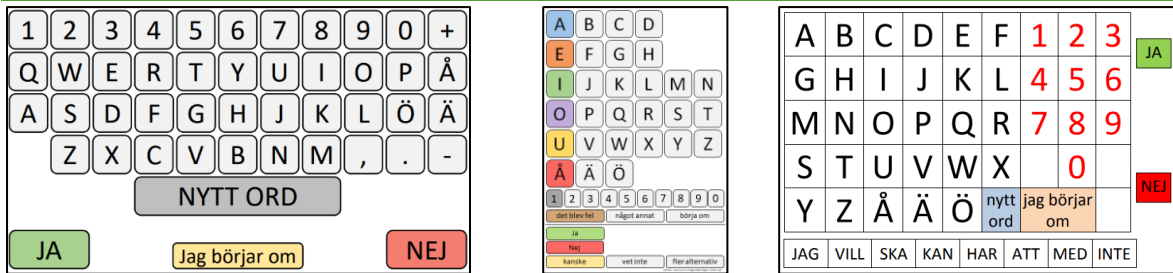 1 2 3 4 5 6 7 8 9 0 +
Q W E R T Y U I O P Å
A S D F G H J K L Ö Ä
Z X C V B N M , . -
NYTT ORD
JA Jag börjar om NEJ
A B C D
E F G H
I J K L M N
O P Q R S T
U V W X Y Z
Å Ä Ö
1 2 3 4 5 6 7 8 9 0
det blev fel något annat börja om
Ja
Nej
kanske vet inte fler alternativ
A B C D E F 1 2 3
JA
G H I J K L 4 5 6
M N O P Q R 7 8 9
S T U V W X 0
NEJ
Y Z Å Ä Ö nytt ord jag börjar om
JAG VILL SKA KAN HAR ATT MED INTE